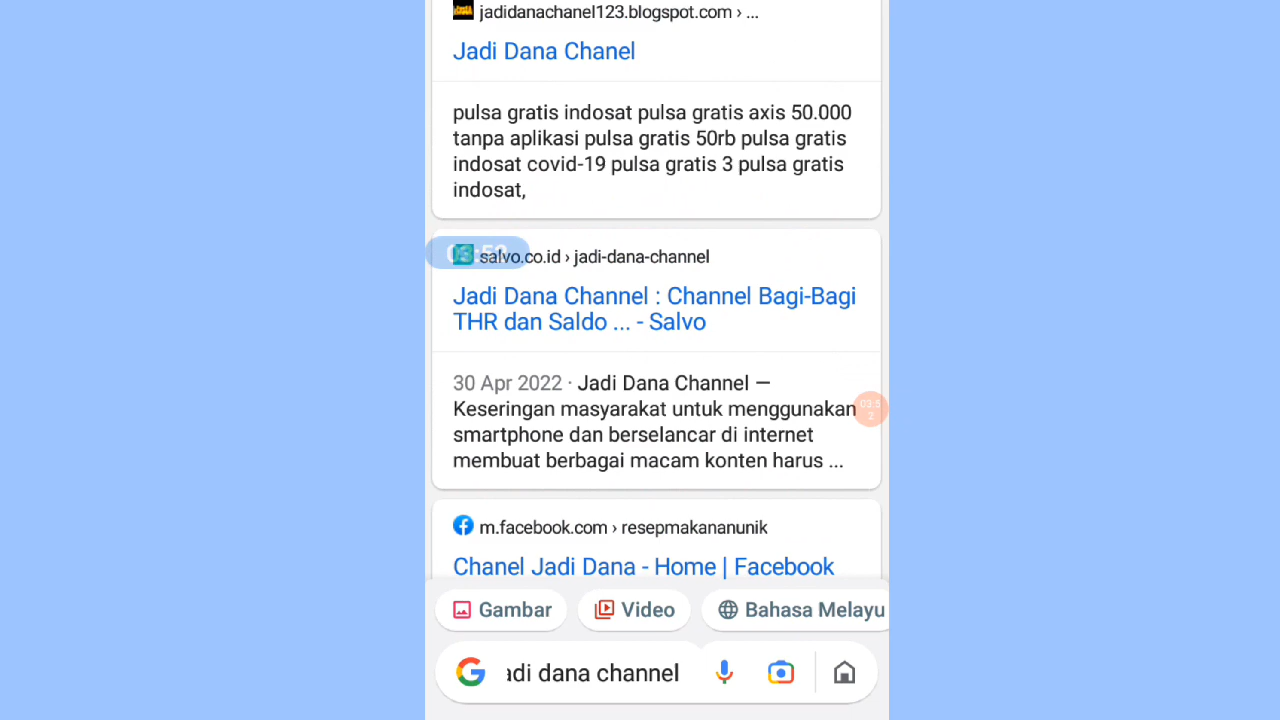 jadidanachanel123.blogspot.com › ...
Jadi Dana Chanel
pulsa gratis indosat pulsa gratis axis 50.000
tanpa aplikasi pulsa gratis 50rb pulsa gratis
indosat covid-19 pulsa gratis 3 pulsa gratis
indosat,
salvo.co.id › jadi-dana-channel
Jadi Dana Channel : Channel Bagi-Bagi
THR dan Saldo ... - Salvo
30 Apr 2022 · Jadi Dana Channel —
Keseringan masyarakat untuk menggunakan
smartphone dan berselancar di internet
membuat berbagai macam konten harus ...
03:5
2
m.facebook.com › resepmakananunik
Chanel Jadi Dana - Home | Facebook
Gambar
Video
Bahasa Melayu
adi dana channel